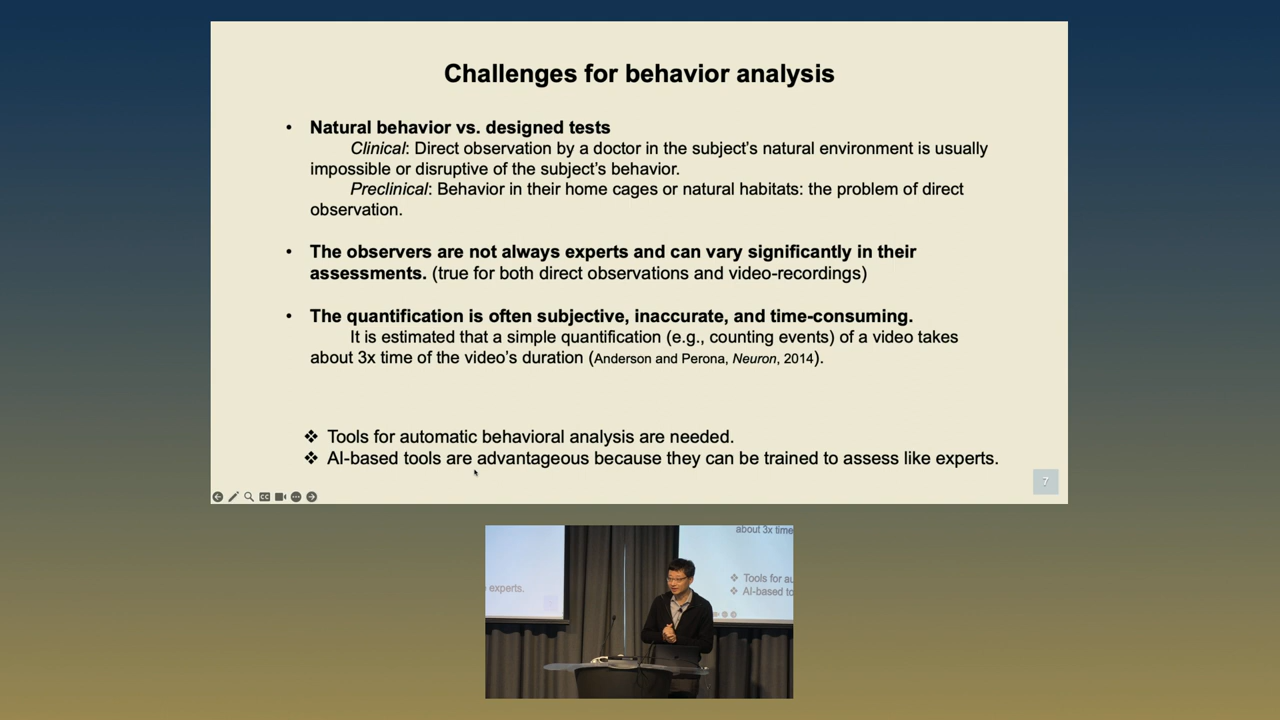 Challenges for behavior analysis
• Natural behavior vs. designed tests
Clinical: Direct observation by a doctor in the subject's natural environment is usually
impossible or disruptive of the subject's behavior.
Preclinical: Behavior in their home cages or natural habitats: the problem of direct
observation.
• The observers are not always experts and can vary significantly in their
assessments. (true for both direct observations and video-recordings)
• The quantification is often subjective, inaccurate, and time-consuming.
It is estimated that a simple quantification (e.g., counting events) of a video takes
about 3x time of the video's duration (Anderson and Perona, Neuron, 2014).
❖ Tools for automatic behavioral analysis are needed.
❖ AI-based tools are advantageous because they can be trained to assess like experts.
7
CC
about 3x time
experts.
❖ Tools for au
❖ AI-based to